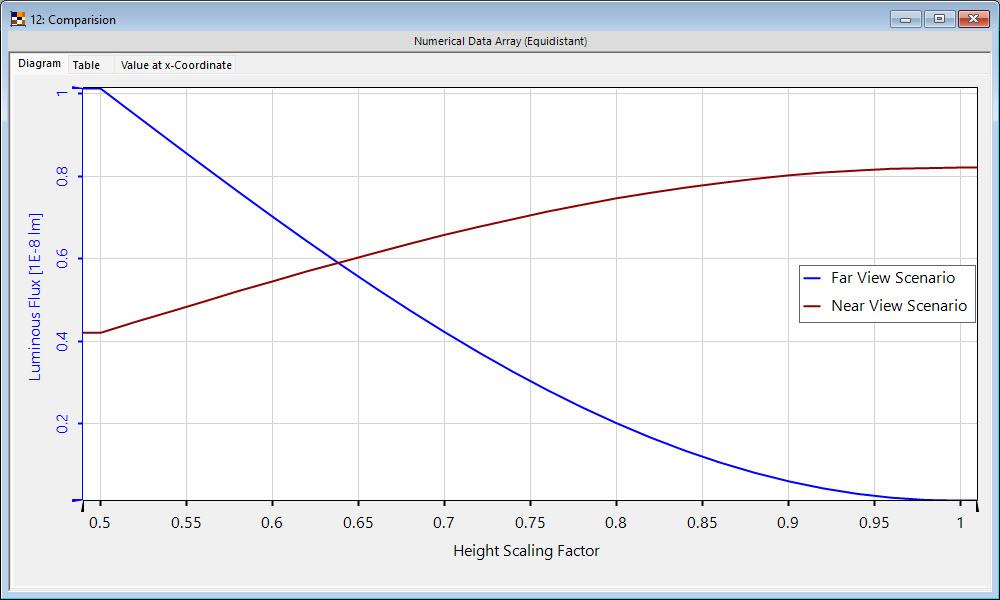 12: Comparision
Numerical Data Array (Equidistant)
Diagram
Table
Value at x-Coordinate
1
0.8
0.6
0.4
0.2
Luminous Flux [1E-8 lm]
Far View Scenario
Near View Scenario
0.5
0.55
0.6
0.65
0.7
0.75
0.8
0.85
0.9
0.95
1
Height Scaling Factor